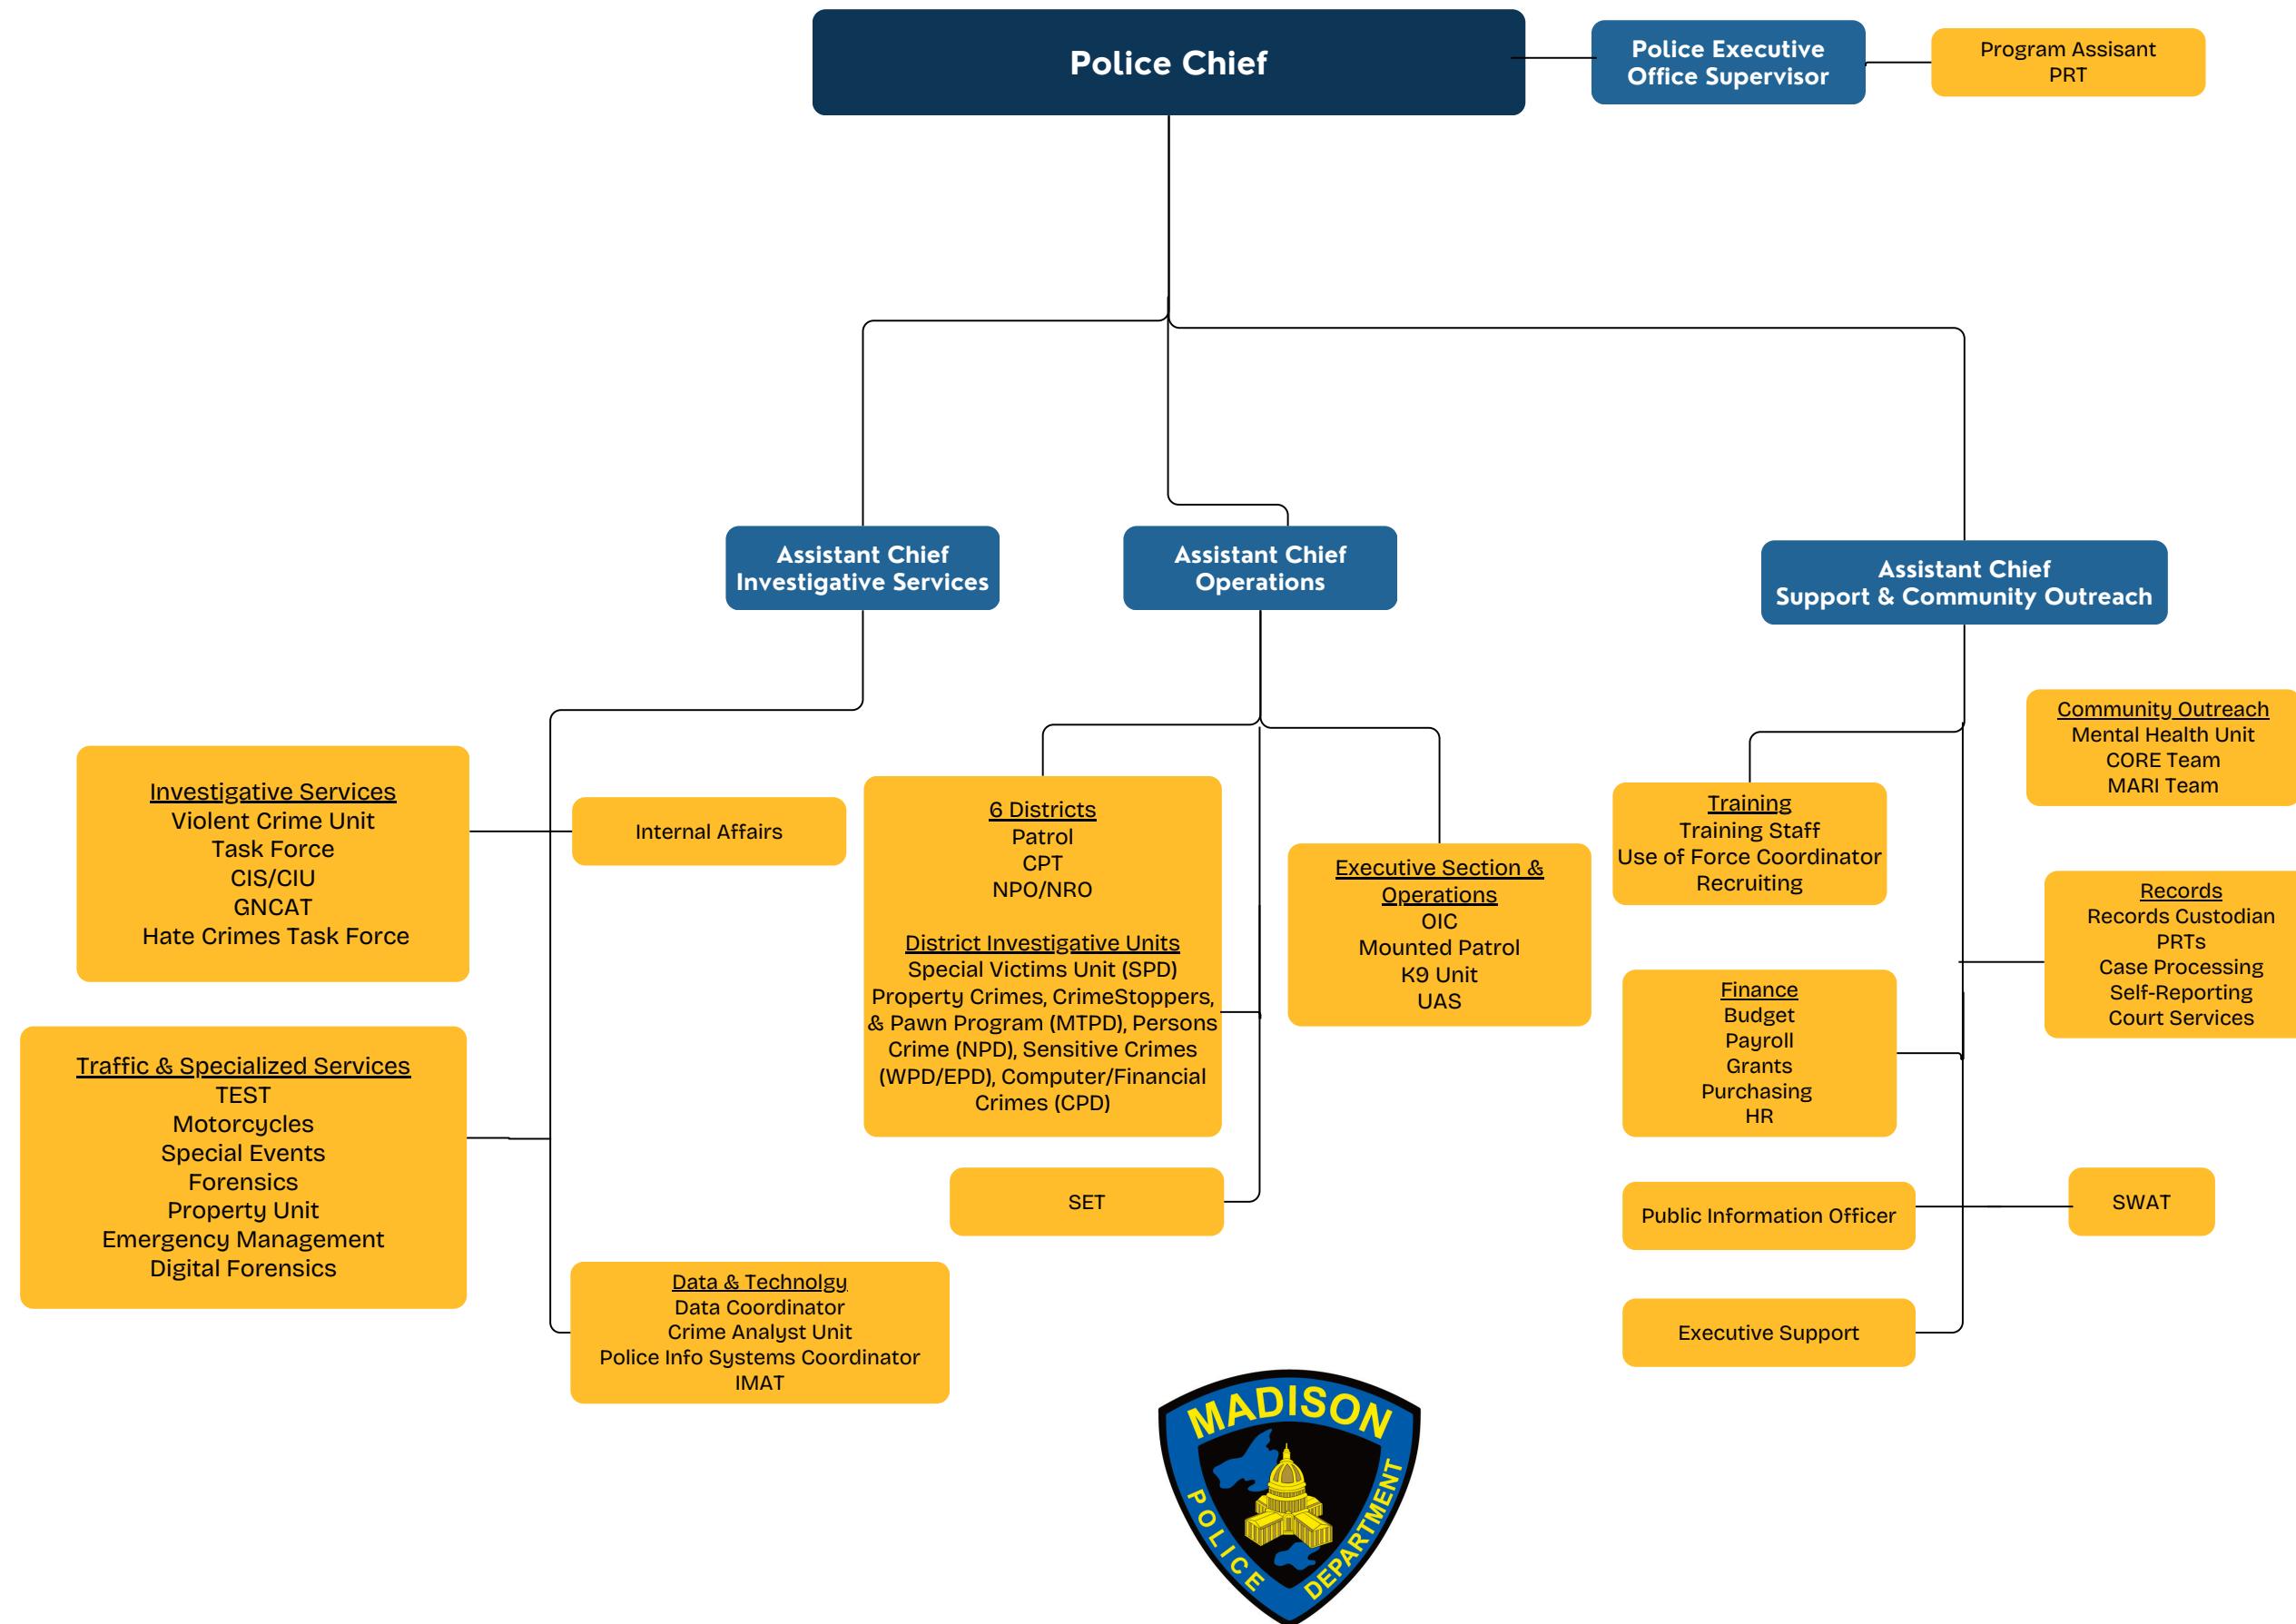 Police Chief
Police Executive
Office Supervisor
Program Assisant
PRT
Assistant Chief
Investigative Services
Assistant Chief
Operations
Assistant Chief
Support & Community Outreach
Investigative Services
Violent Crime Unit
Task Force
CIS/CIU
GNCAT
Hate Crimes Task Force
Internal Affairs
Traffic & Specialized Services
TEST
Motorcycles
Special Events
Forensics
Property Unit
Emergency Management
Digital Forensics
Data & Technolgy
Data Coordinator
Crime Analyst Unit
Police Info Systems Coordinator
IMAT
6 Districts
Patrol
CPT
NPO/NRO
District Investigative Units
Special Victims Unit (SPD)
Property Crimes, CrimeStoppers,
& Pawn Program (MTPD), Persons
Crime (NPD), Sensitive Crimes
(WPD/EPD), Computer/Financial
Crimes (CPD)
SET
Executive Section &
Operations
OIC
Mounted Patrol
K9 Unit
UAS
Training
Training Staff
Use of Force Coordinator
Recruiting
Community Outreach
Mental Health Unit
CORE Team
MARI Team
Records
Records Custodian
PRTs
Case Processing
Self-Reporting
Court Services
Finance
Budget
Payroll
Grants
Purchasing
HR
Public Information Officer
SWAT
Executive Support
MADISON
POLICE
DEPARTMENT